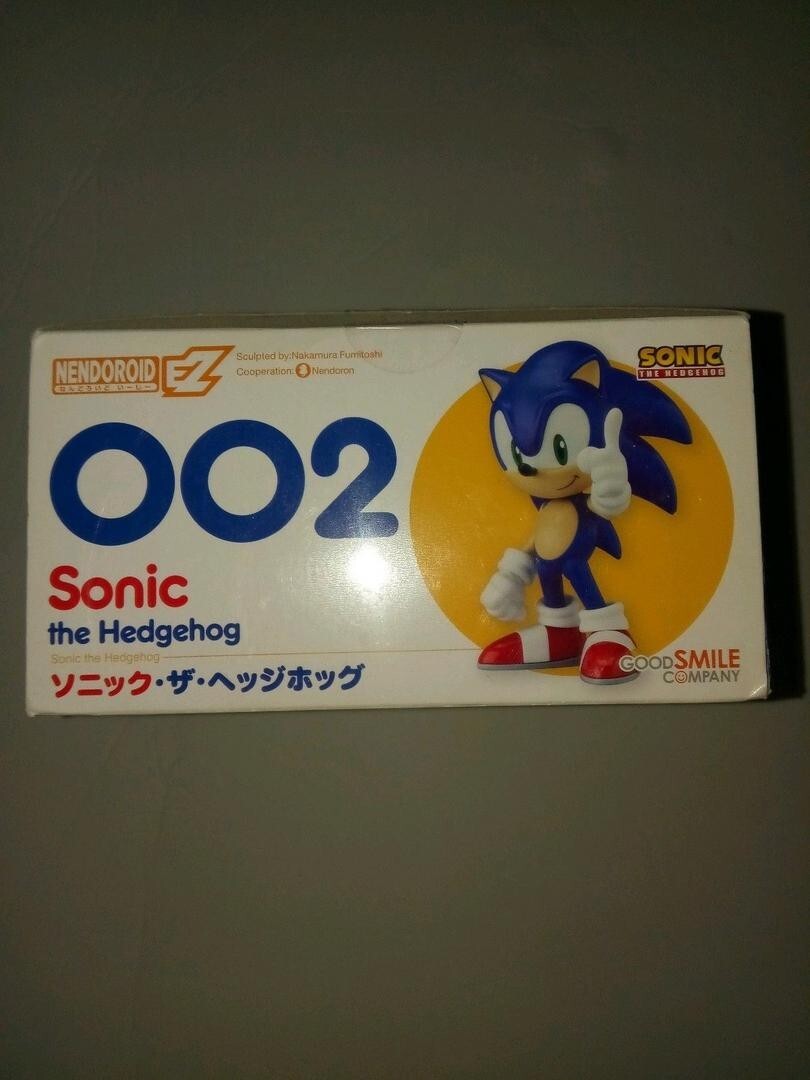 NENDOROID
ねんどろいど いーじー
EZ
Sculpted by:Nakamura Fumitoshi
Cooperation: Nendoron
SONIC
THE HEDGEHOG
002
Sonic
the Hedgehog
Sonic the Hedgehog
ソニック・ザ・ヘッジホッグ
GOODSMILE
COMPANY